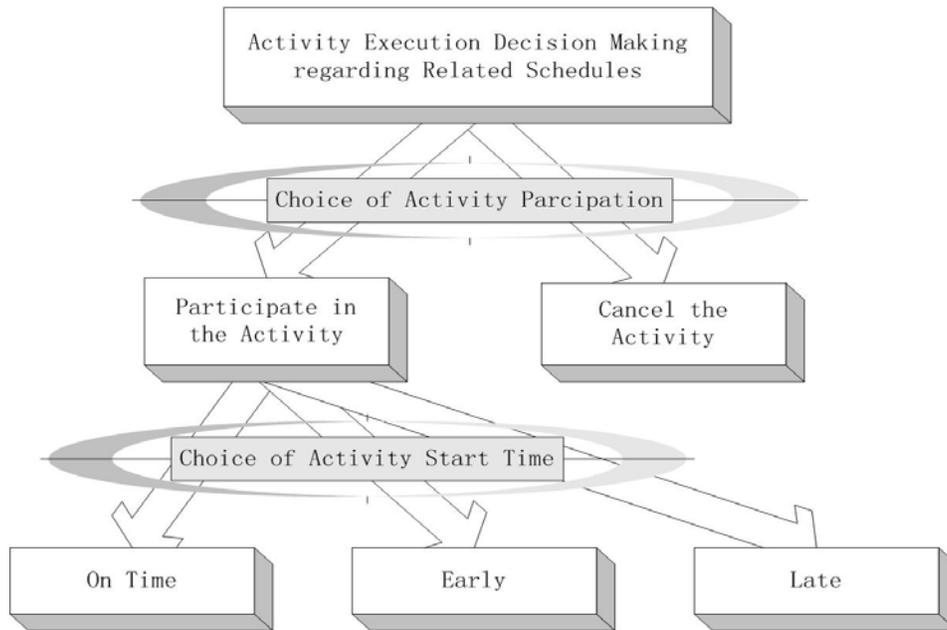 Activity Execution Decision Making
regarding Related Schedules
Choice of Activity Parcipation
Participate in
the Activity
Cancel the
Activity
Choice of Activity Start Time
On Time
Early
Late